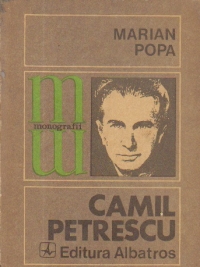 MARIAN
POPA
monografii
CAMIL
PETRESCU
Editura Albatros